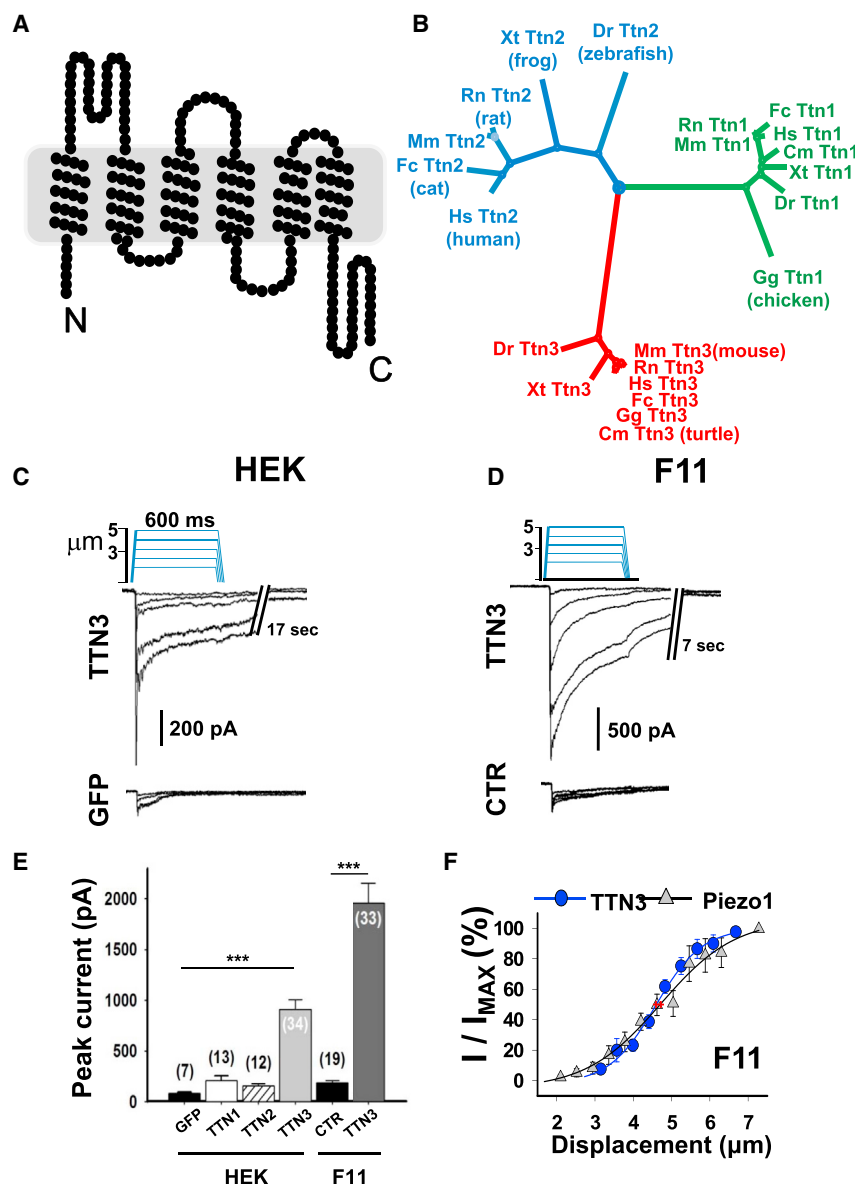 A
N
C
B
Xt Ttn2
(frog)
Dr Ttn2
(zebrafish)
Rn Ttn2
(rat)
Mm Ttn2
Fc Ttn2
(cat)
Hs Ttn2
(human)
Fc Ttn1
Rn Ttn1
Hs Ttn1
Mm Ttn1
Cm Ttn1
Xt Ttn1
Dr Ttn1
Gg Ttn1
(chicken)
Dr Ttn3
Xt Ttn3
Mm Ttn3(mouse)
Rn Ttn3
Hs Ttn3
Fc Ttn3
Gg Ttn3
Cm Ttn3 (turtle)
C
HEK
600 ms
μm
5
3
TTN3
17 sec
200 pA
GFP
D
F11
5
3
TTN3
7 sec
500 pA
CTR
E
Peak current (pA)
2000
1500
1000
500
0
***
***
(7)
(13)
(12)
(34)
(19)
(33)
GFP
TTN1
TTN2
TTN3
CTR
TTN3
HEK
F11
F
TTN3
Piezo1
I / IMAX (%)
100
80
60
40
20
0
F11
2 3 4 5 6 7
Displacement (μm)